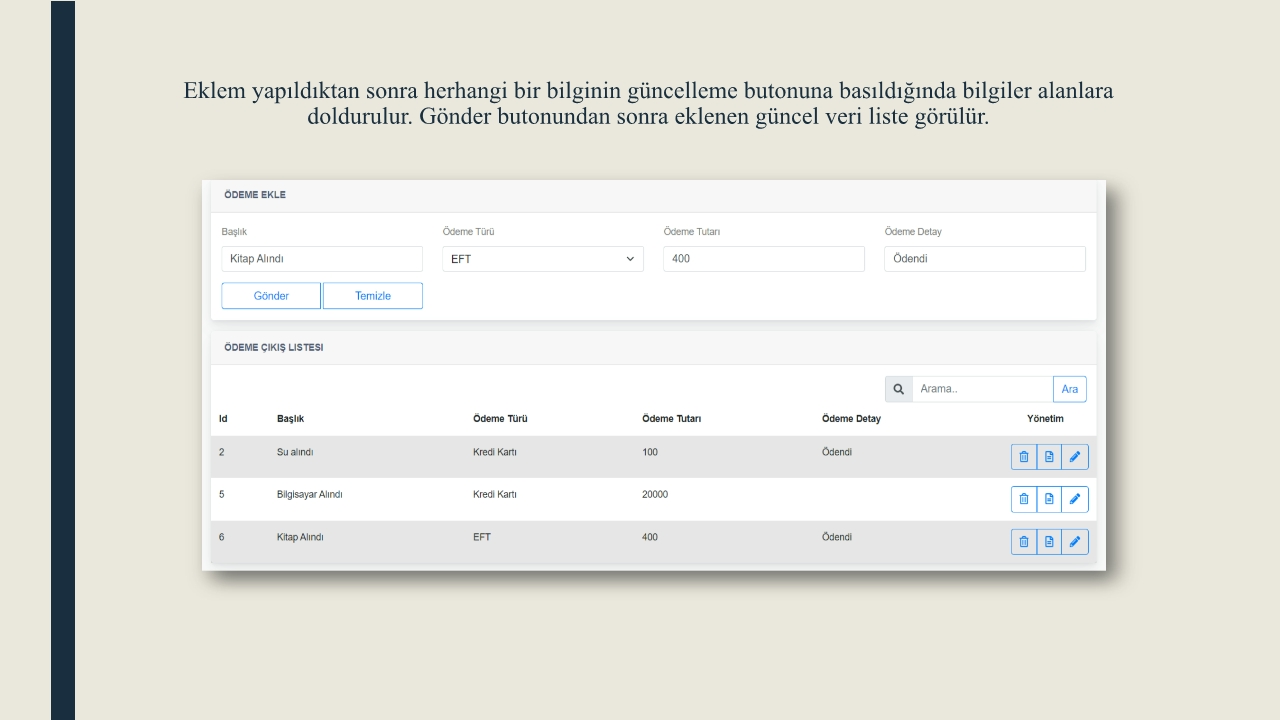 Eklem yapıldıktan sonra herhangi bir bilginin güncelleme butonuna basıldığında bilgiler alanlara
doldurulur. Gönder butonundan sonra eklenen güncel veri liste görülür.
ÖDEME EKLE
Başlık Ödeme Türü Ödeme Tutarı Ödeme Detay
Kitap Alındı EFT 400 Ödendi
Gönder Temizle
ÖDEME ÇIKIŞ LISTESI
Arama.. Ara
Id Başlık Ödeme Türü Ödeme Tutarı Ödeme Detay Yönetim
2 Su alındı Kredi Kartı 100 Ödendi
5 Bilgisayar Alındı Kredi Kartı 20000
6 Kitap Alındı EFT 400 Ödendi